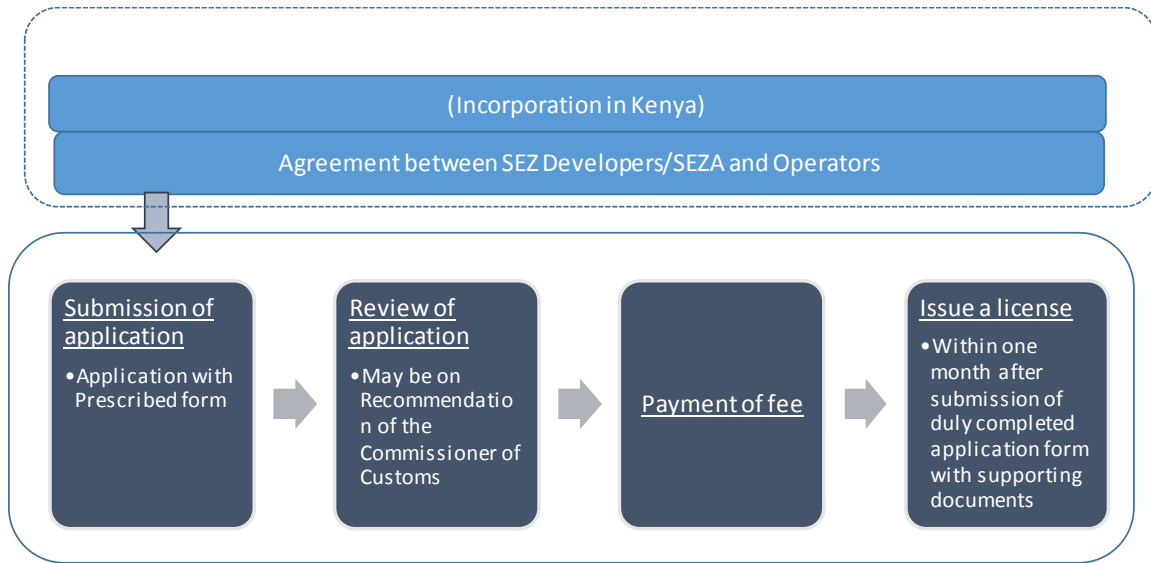 (Incorporation in Kenya)
Agreement between SEZ Developers/SEZA and Operators
Submission of
application
•Application with
Prescribed form
Review of
application
•May be on
Recommendatio
n of the
Commissioner of
Customs
Payment of fee
Issue a license
•Within one
month after
submission of
duly completed
application form
with supporting
documents